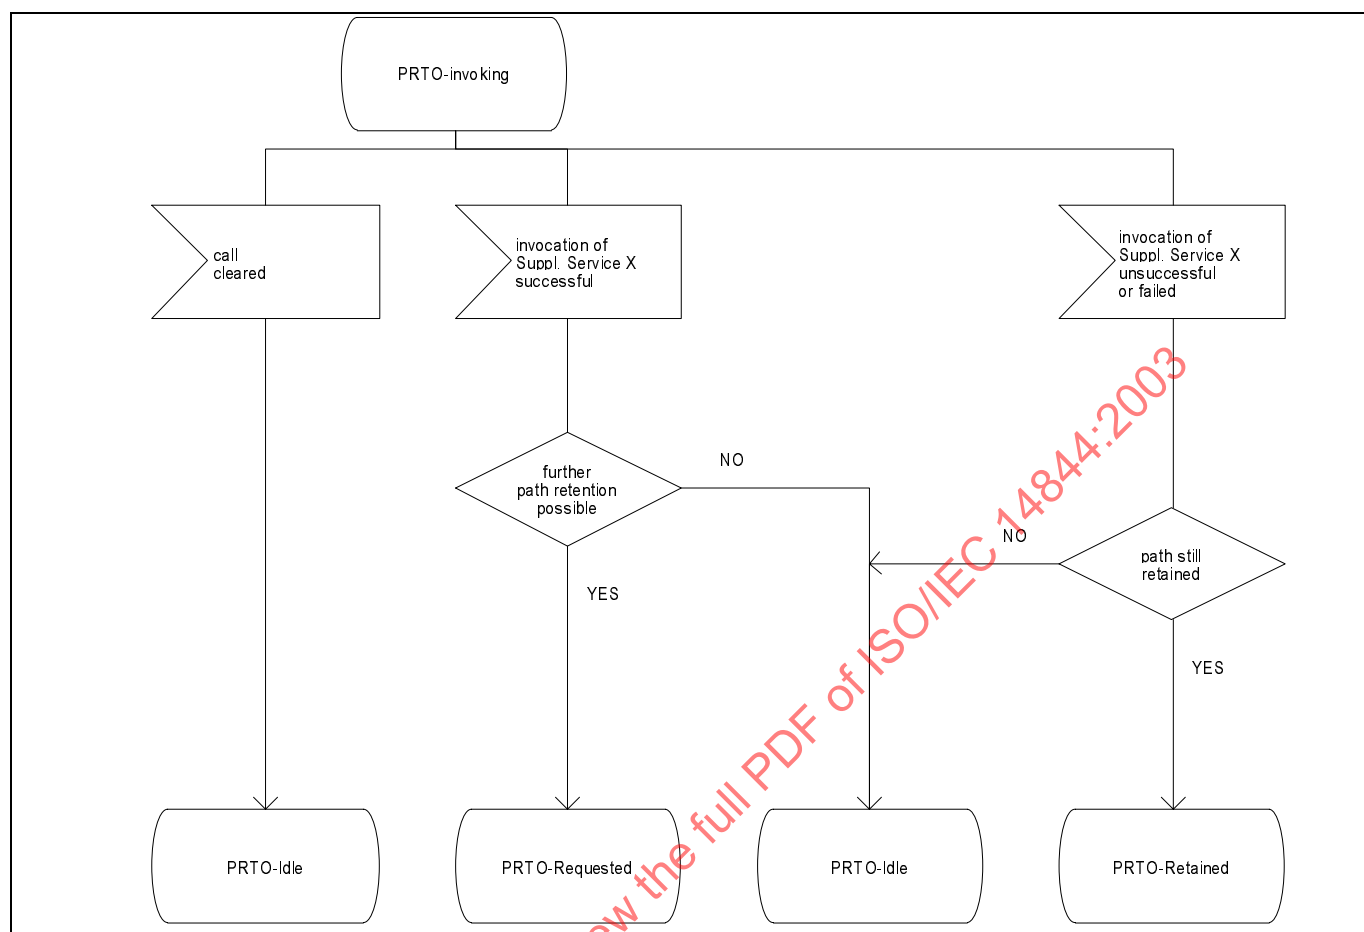 PRTO-invoking
call
cleared
invocation of
Suppl. Service X
successful
invocation of
Suppl. Service X
unsuccessful
or failed
further
path retention
possible
NO
YES
NO
path still
retained
YES
PRTO-Idle
PRTO-Requested
PRTO-Idle
PRTO-Retained
the full PDF of ISO/IEC 14844:2003